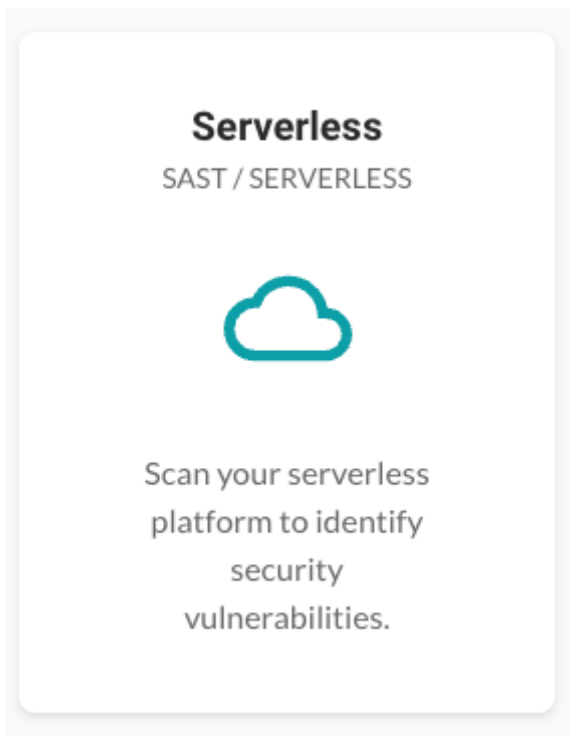 Serverless
SAST / SERVERLESS
Scan your serverless
platform to identify
security
vulnerabilities.